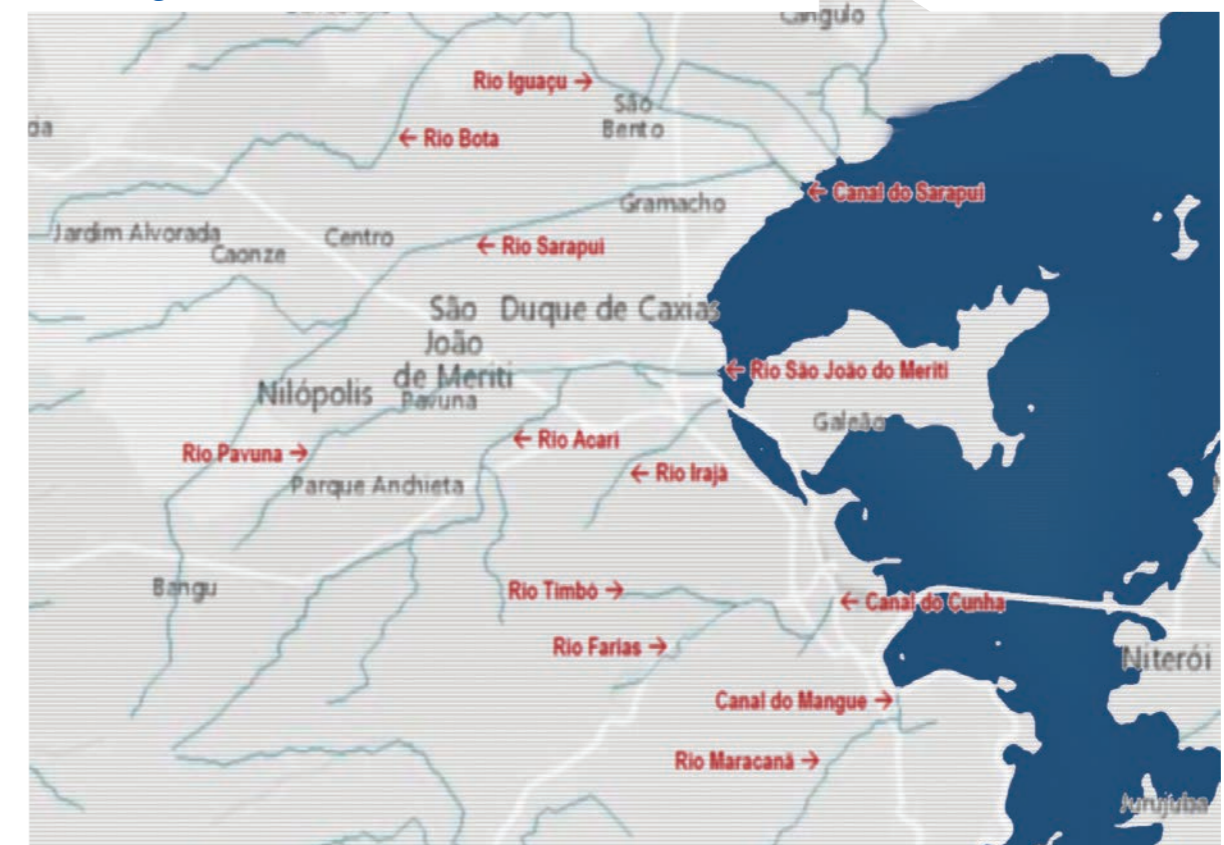 Cangulo
Rio Iguaçu →
São
Bento
← Rio Bota
← Canal do Sarapuí
Gramacho
Jardim Alvorada
Caonze
Centro
← Rio Sarapuí
São
João
de Meriti
Duque de Caxias
← Rio São João do Meriti
Nilópolis
Pavuna
Galeão
← Rio Acari
Rio Pavuna →
← Rio Irajá
Parque Anchieta
Bangu
Rio Timbó →
← Canal do Cunha
Rio Farias →
Niterói
Canal do Mangue →
Rio Maracanã →
Jurujuba